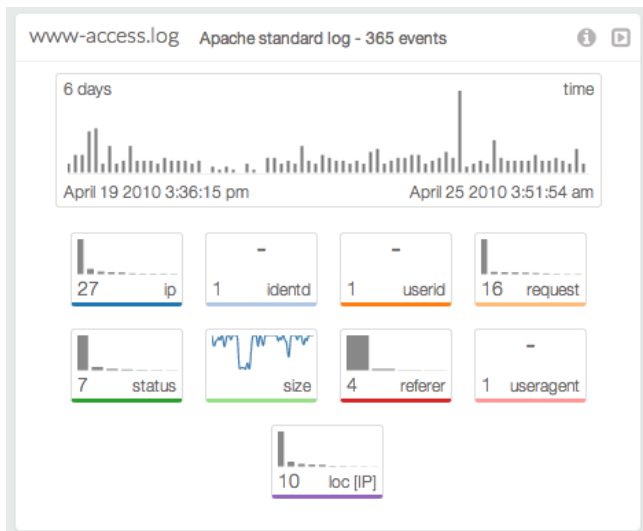 www-access.log Apache standard log - 365 events
6 days time
April 19 2010 3:36:15 pm April 25 2010 3:51:54 am
- -
27 ip 1 identd 1 userid 16 request
-
7 status size 4 referer 1 useragent
10 loc [IP]